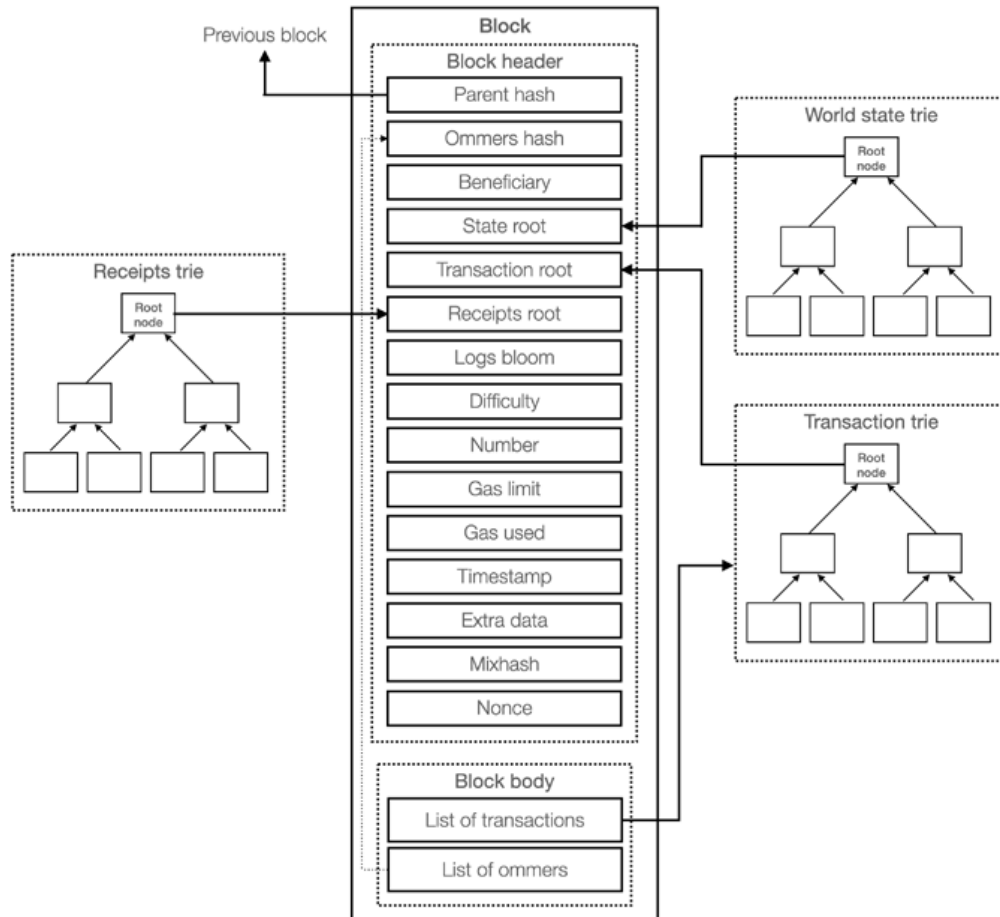 Block
Previous block
Block header
Parent hash
Ommers hash
Beneficiary
State root
Transaction root
Receipts root
Logs bloom
Difficulty
Number
Gas limit
Gas used
Timestamp
Extra data
Mixhash
Nonce
Block body
List of transactions
List of ommers
Receipts trie
Root
node
World state trie
Root
node
Transaction trie
Root
node